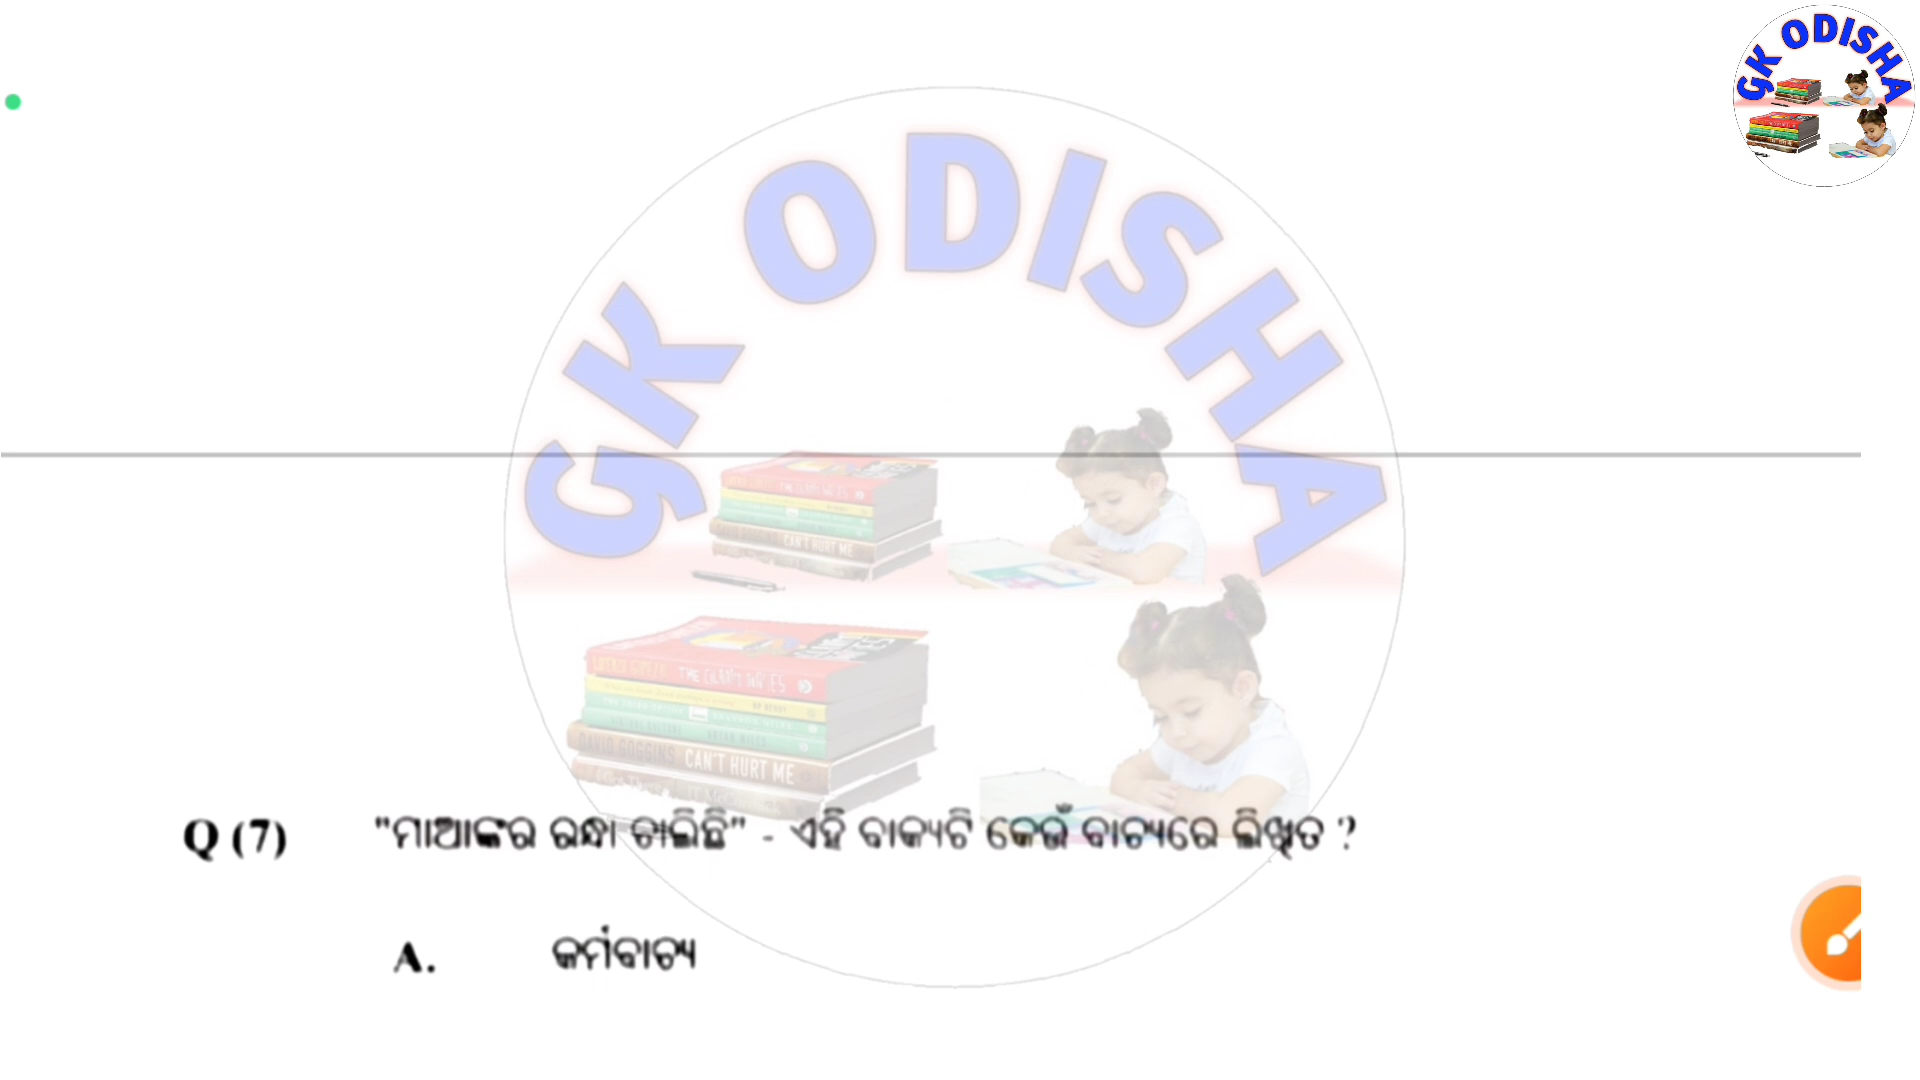 GK ODISHA
GK ODISHA
THE
CAN'T HURT ME
DAVID GOGGINS CAN'T HURT ME
Q (7) "ମାଆଙ୍କର ରନ୍ଧା ଚାଲିଛି" - ଏହି ବାକ୍ୟଟି କେଉଁ ବାଚ୍ୟରେ ଲିଖିତ ?
A. କର୍ମବାଚ୍ୟ